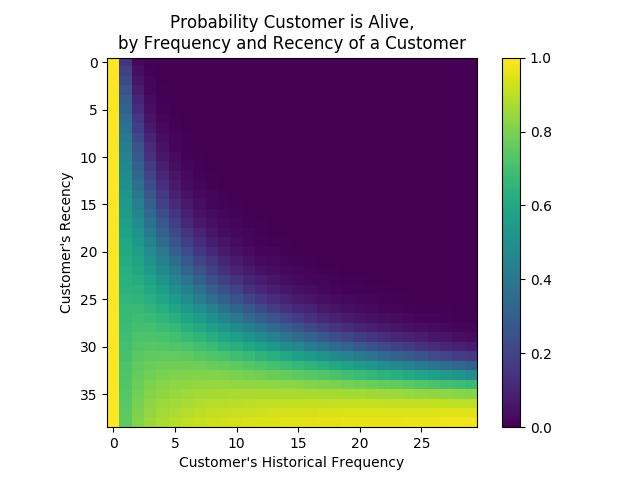 Probability Customer is Alive,
by Frequency and Recency of a Customer
0
5
10
15
20
25
30
35
Customer's Recency
0 5 10 15 20 25
Customer's Historical Frequency
1.0
0.8
0.6
0.4
0.2
0.0